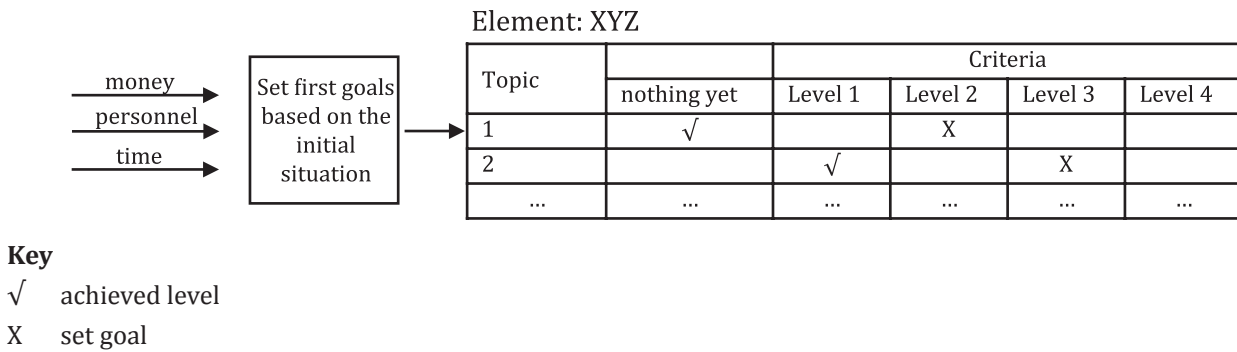 Element: XYZ
money
personnel
time
Set first goals
based on the
initial
situation
Topic
Criteria
nothing yet Level 1 Level 2 Level 3 Level 4
1 √ X
2 √ X
... ... ... ... ... ...
Key
√ achieved level
X set goal